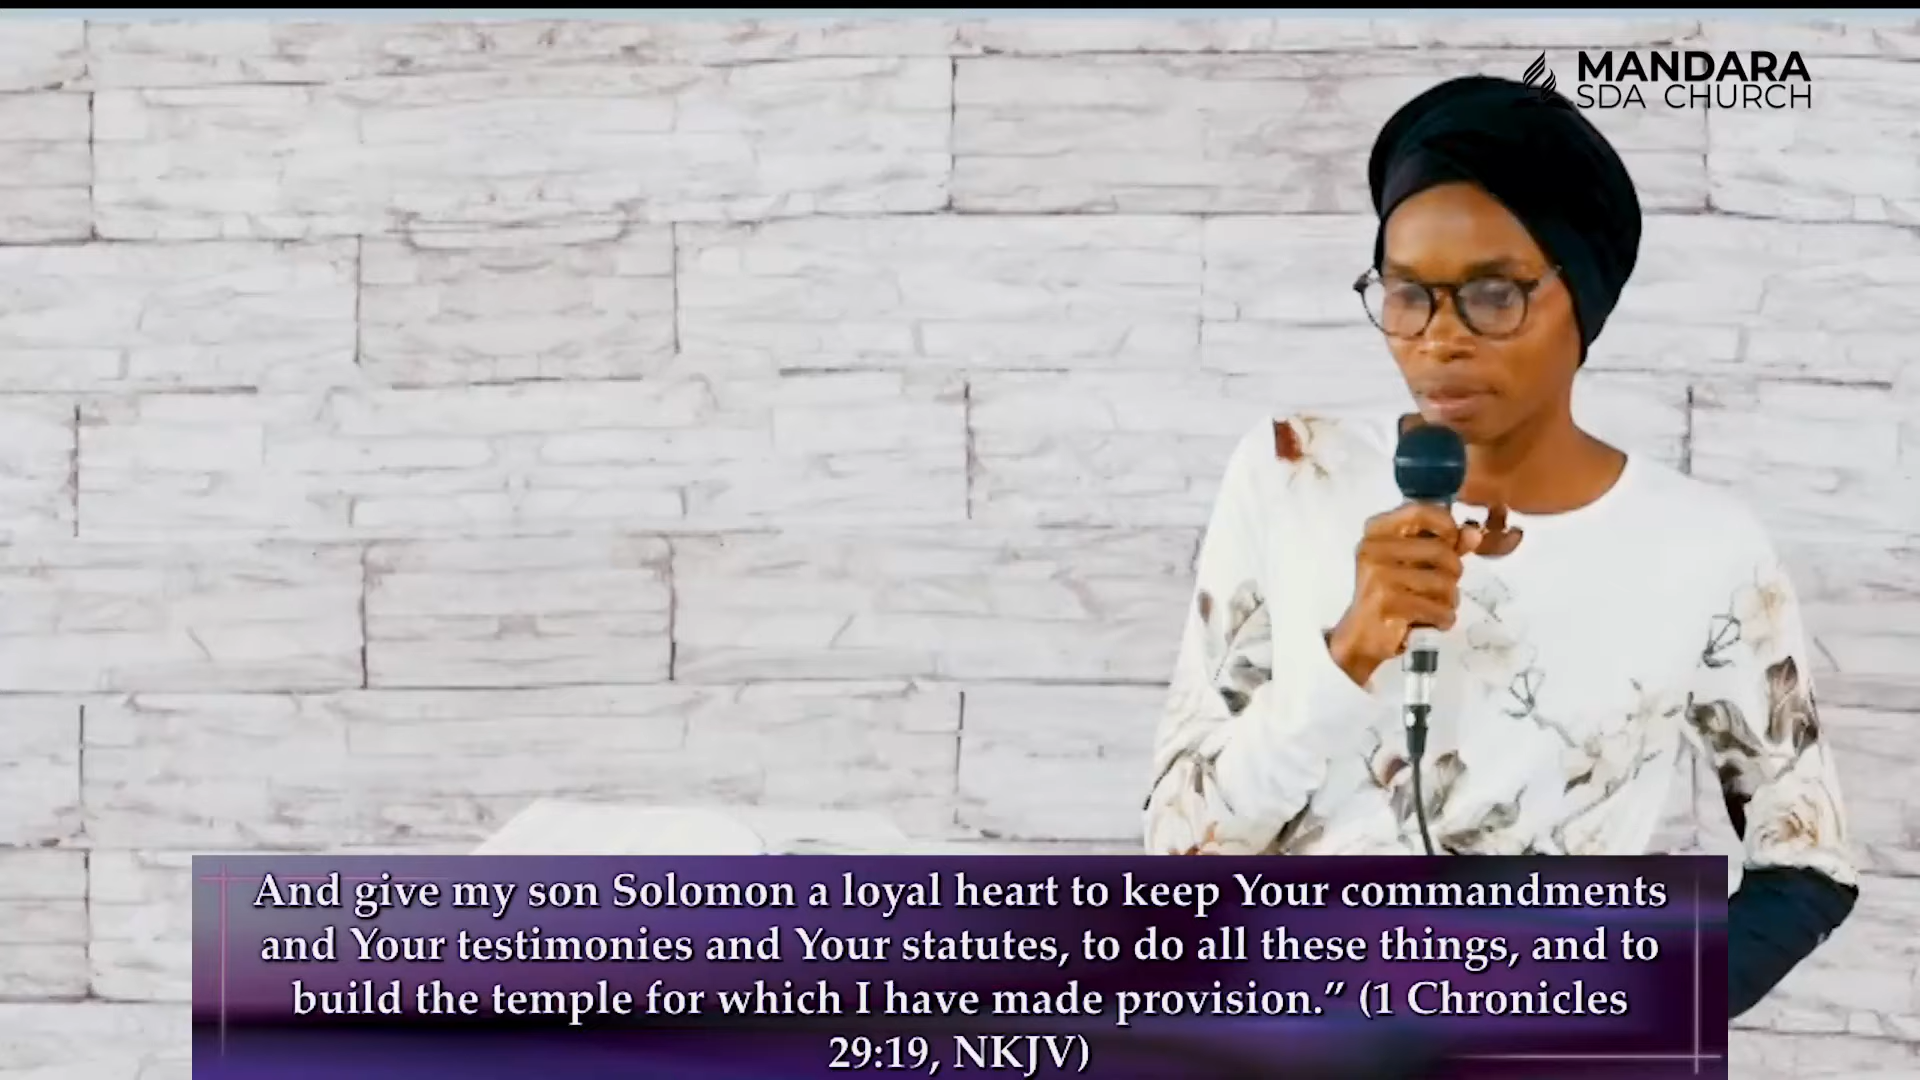 MANDARA
SDA CHURCH
And give my son Solomon a loyal heart to keep Your commandments
and Your testimonies and Your statutes, to do all these things, and to
build the temple for which I have made provision.” (1 Chronicles
29:19, NKJV)